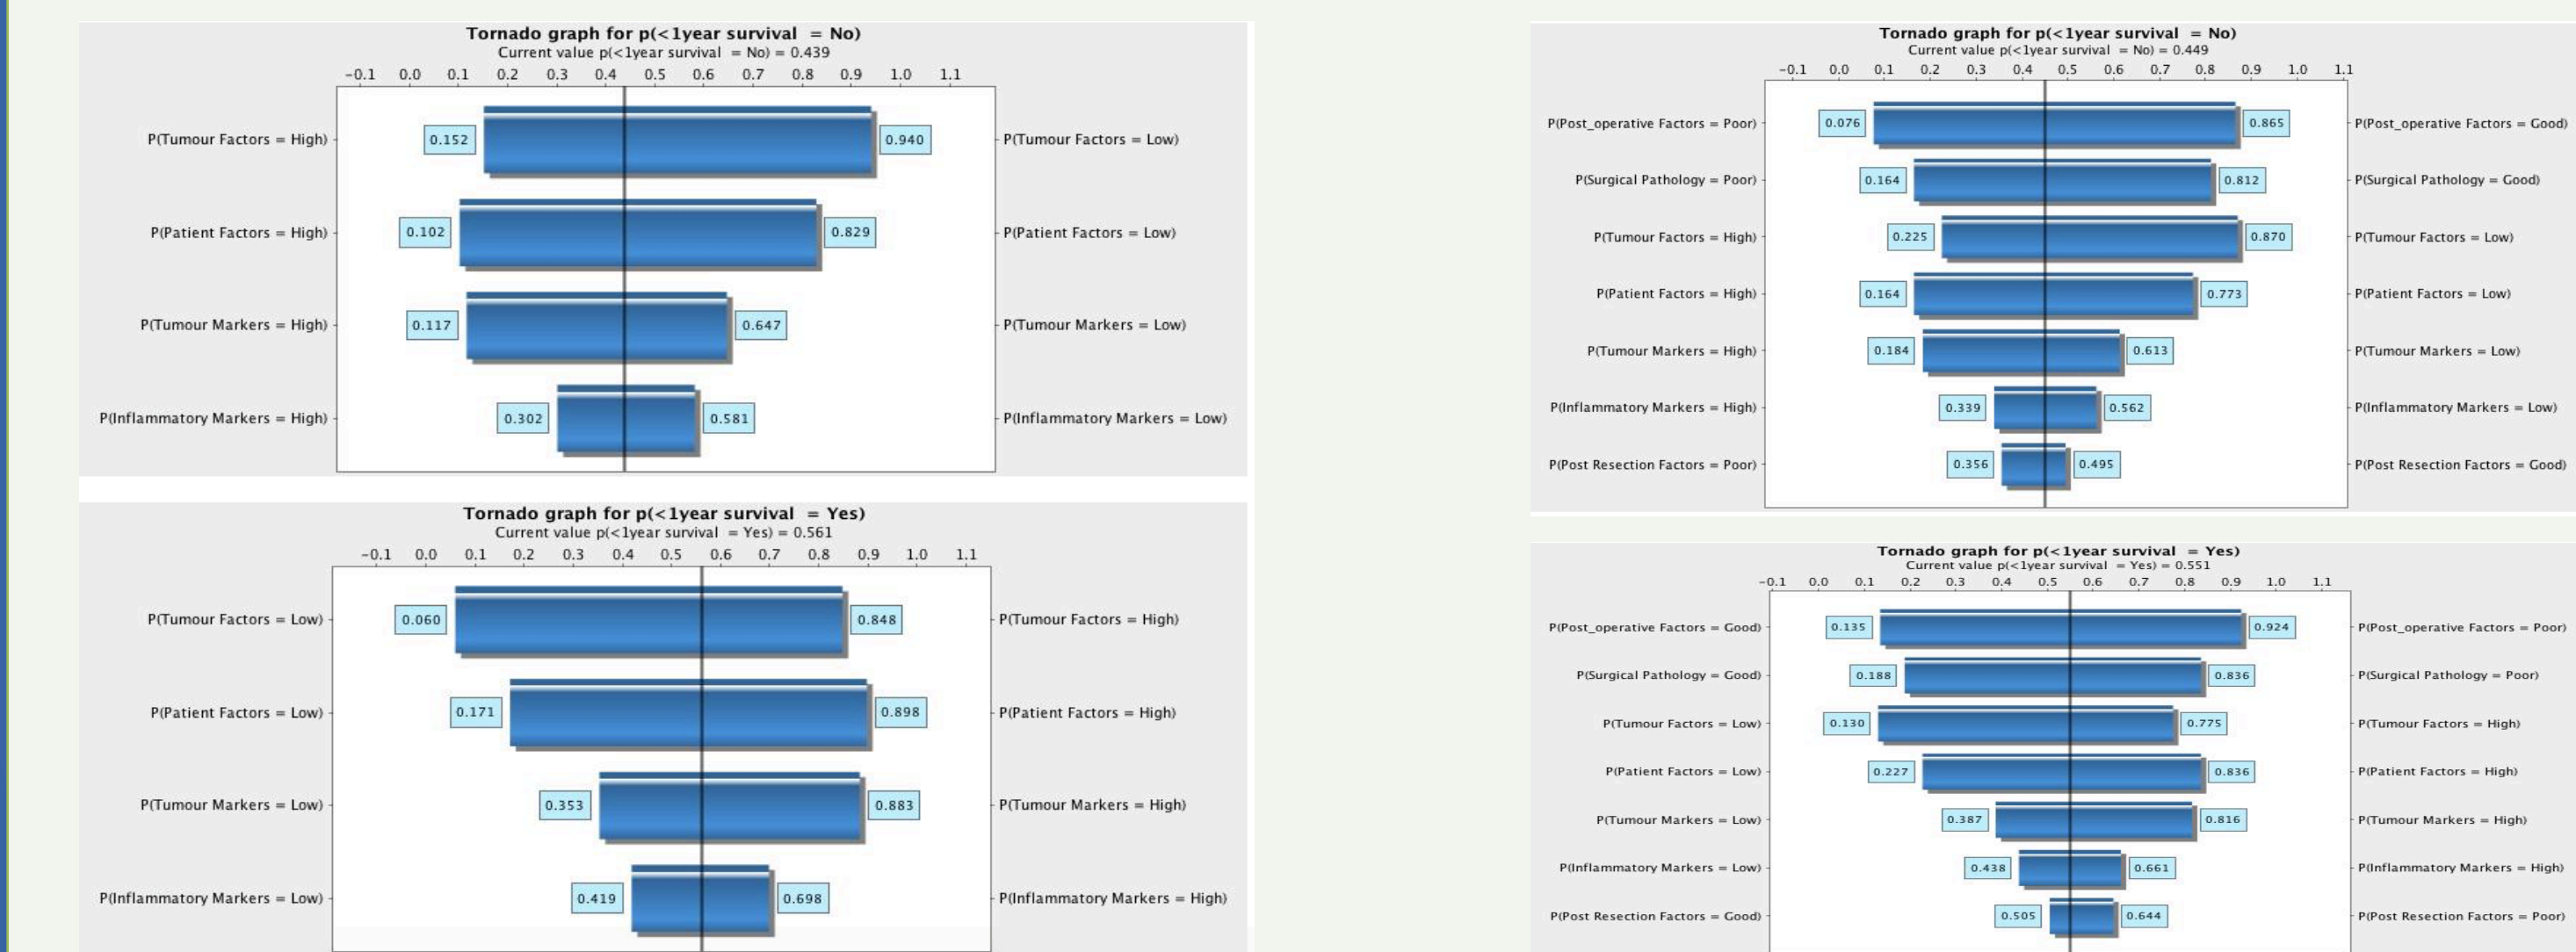 Tornado graph for p(<1year survival = No)
Current value p(<1year survival = No) = 0.439
-0.1 0.0 0.1 0.2 0.3 0.4 0.5 0.6 0.7 0.8 0.9 1.0 1.1
P(Tumour Factors = High) 0.152 0.940 P(Tumour Factors = Low)
P(Patient Factors = High) 0.102 0.829 P(Patient Factors = Low)
P(Tumour Markers = High) 0.117 0.647 P(Tumour Markers = Low)
P(Inflammatory Markers = High) 0.302 0.581 P(Inflammatory Markers = Low)
Tornado graph for p(<1year survival = Yes)
Current value p(<1year survival = Yes) = 0.561
-0.1 0.0 0.1 0.2 0.3 0.4 0.5 0.6 0.7 0.8 0.9 1.0 1.1
P(Tumour Factors = Low) 0.060 0.848 P(Tumour Factors = High)
P(Patient Factors = Low) 0.171 0.898 P(Patient Factors = High)
P(Tumour Markers = Low) 0.353 0.883 P(Tumour Markers = High)
P(Inflammatory Markers = Low) 0.419 0.698 P(Inflammatory Markers = High)
Tornado graph for p(<1year survival = No)
Current value p(<1year survival = No) = 0.449
-0.1 0.0 0.1 0.2 0.3 0.4 0.5 0.6 0.7 0.8 0.9 1.0 1.1
P(Post_operative Factors = Poor) 0.076 0.865 P(Post_operative Factors = Good)
P(Surgical Pathology = Poor) 0.164 0.812 P(Surgical Pathology = Good)
P(Tumour Factors = High) 0.225 0.870 P(Tumour Factors = Low)
P(Patient Factors = High) 0.164 0.773 P(Patient Factors = Low)
P(Tumour Markers = High) 0.184 0.613 P(Tumour Markers = Low)
P(Inflammatory Markers = High) 0.339 0.562 P(Inflammatory Markers = Low)
P(Post Resection Factors = Poor) 0.356 0.495 P(Post Resection Factors = Good)
Tornado graph for p(<1year survival = Yes)
Current value p(<1year survival = Yes) = 0.551
-0.1 0.0 0.1 0.2 0.3 0.4 0.5 0.6 0.7 0.8 0.9 1.0 1.1
P(Post_operative Factors = Good) 0.135 0.924 P(Post_operative Factors = Poor)
P(Surgical Pathology = Good) 0.188 0.836 P(Surgical Pathology = Poor)
P(Tumour Factors = Low) 0.130 0.775 P(Tumour Factors = High)
P(Patient Factors = Low) 0.227 0.836 P(Patient Factors = High)
P(Tumour Markers = Low) 0.387 0.816 P(Tumour Markers = High)
P(Inflammatory Markers = Low) 0.438 0.661 P(Inflammatory Markers = High)
P(Post Resection Factors = Good) 0.505 0.644 P(Post Resection Factors = Poor)